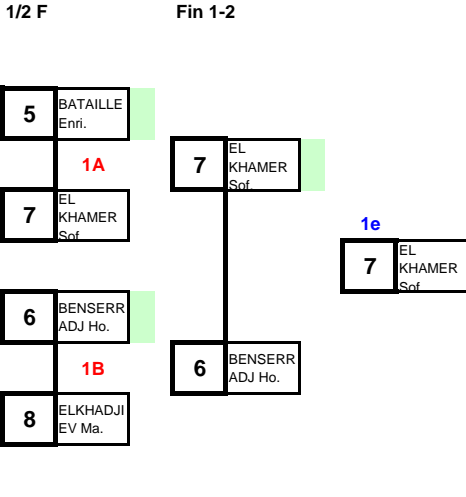 1/2 F
Fin 1-2
5
BATAILLE
Enri.
1A
7
EL
KHAMER
Sof.
6
BENSERR
ADJ Ho.
1B
8
ELKHADJI
EV Ma.
7
EL
KHAMER
Sof.
6
BENSERR
ADJ Ho.
1e
7
EL
KHAMER
Sof.